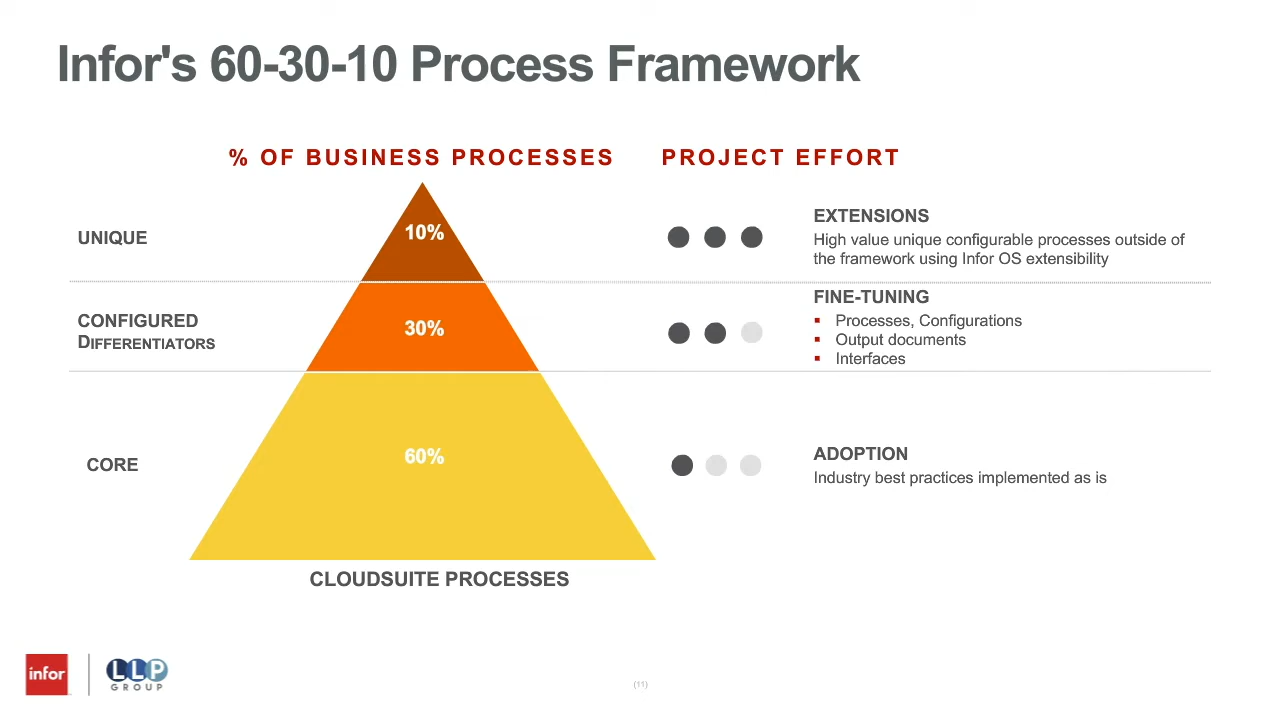 Infor's 60-30-10 Process Framework
% OF BUSINESS PROCESSES
PROJECT EFFORT
UNIQUE
10%
EXTENSIONS
High value unique configurable processes outside of
the framework using Infor OS extensibility
CONFIGURED
DIFFERENTIATORS
30%
FINE-TUNING
▪ Processes, Configurations
▪ Output documents
▪ Interfaces
CORE
60%
ADOPTION
Industry best practices implemented as is
CLOUDSUITE PROCESSES
infor
LLP
GROUP
(11)